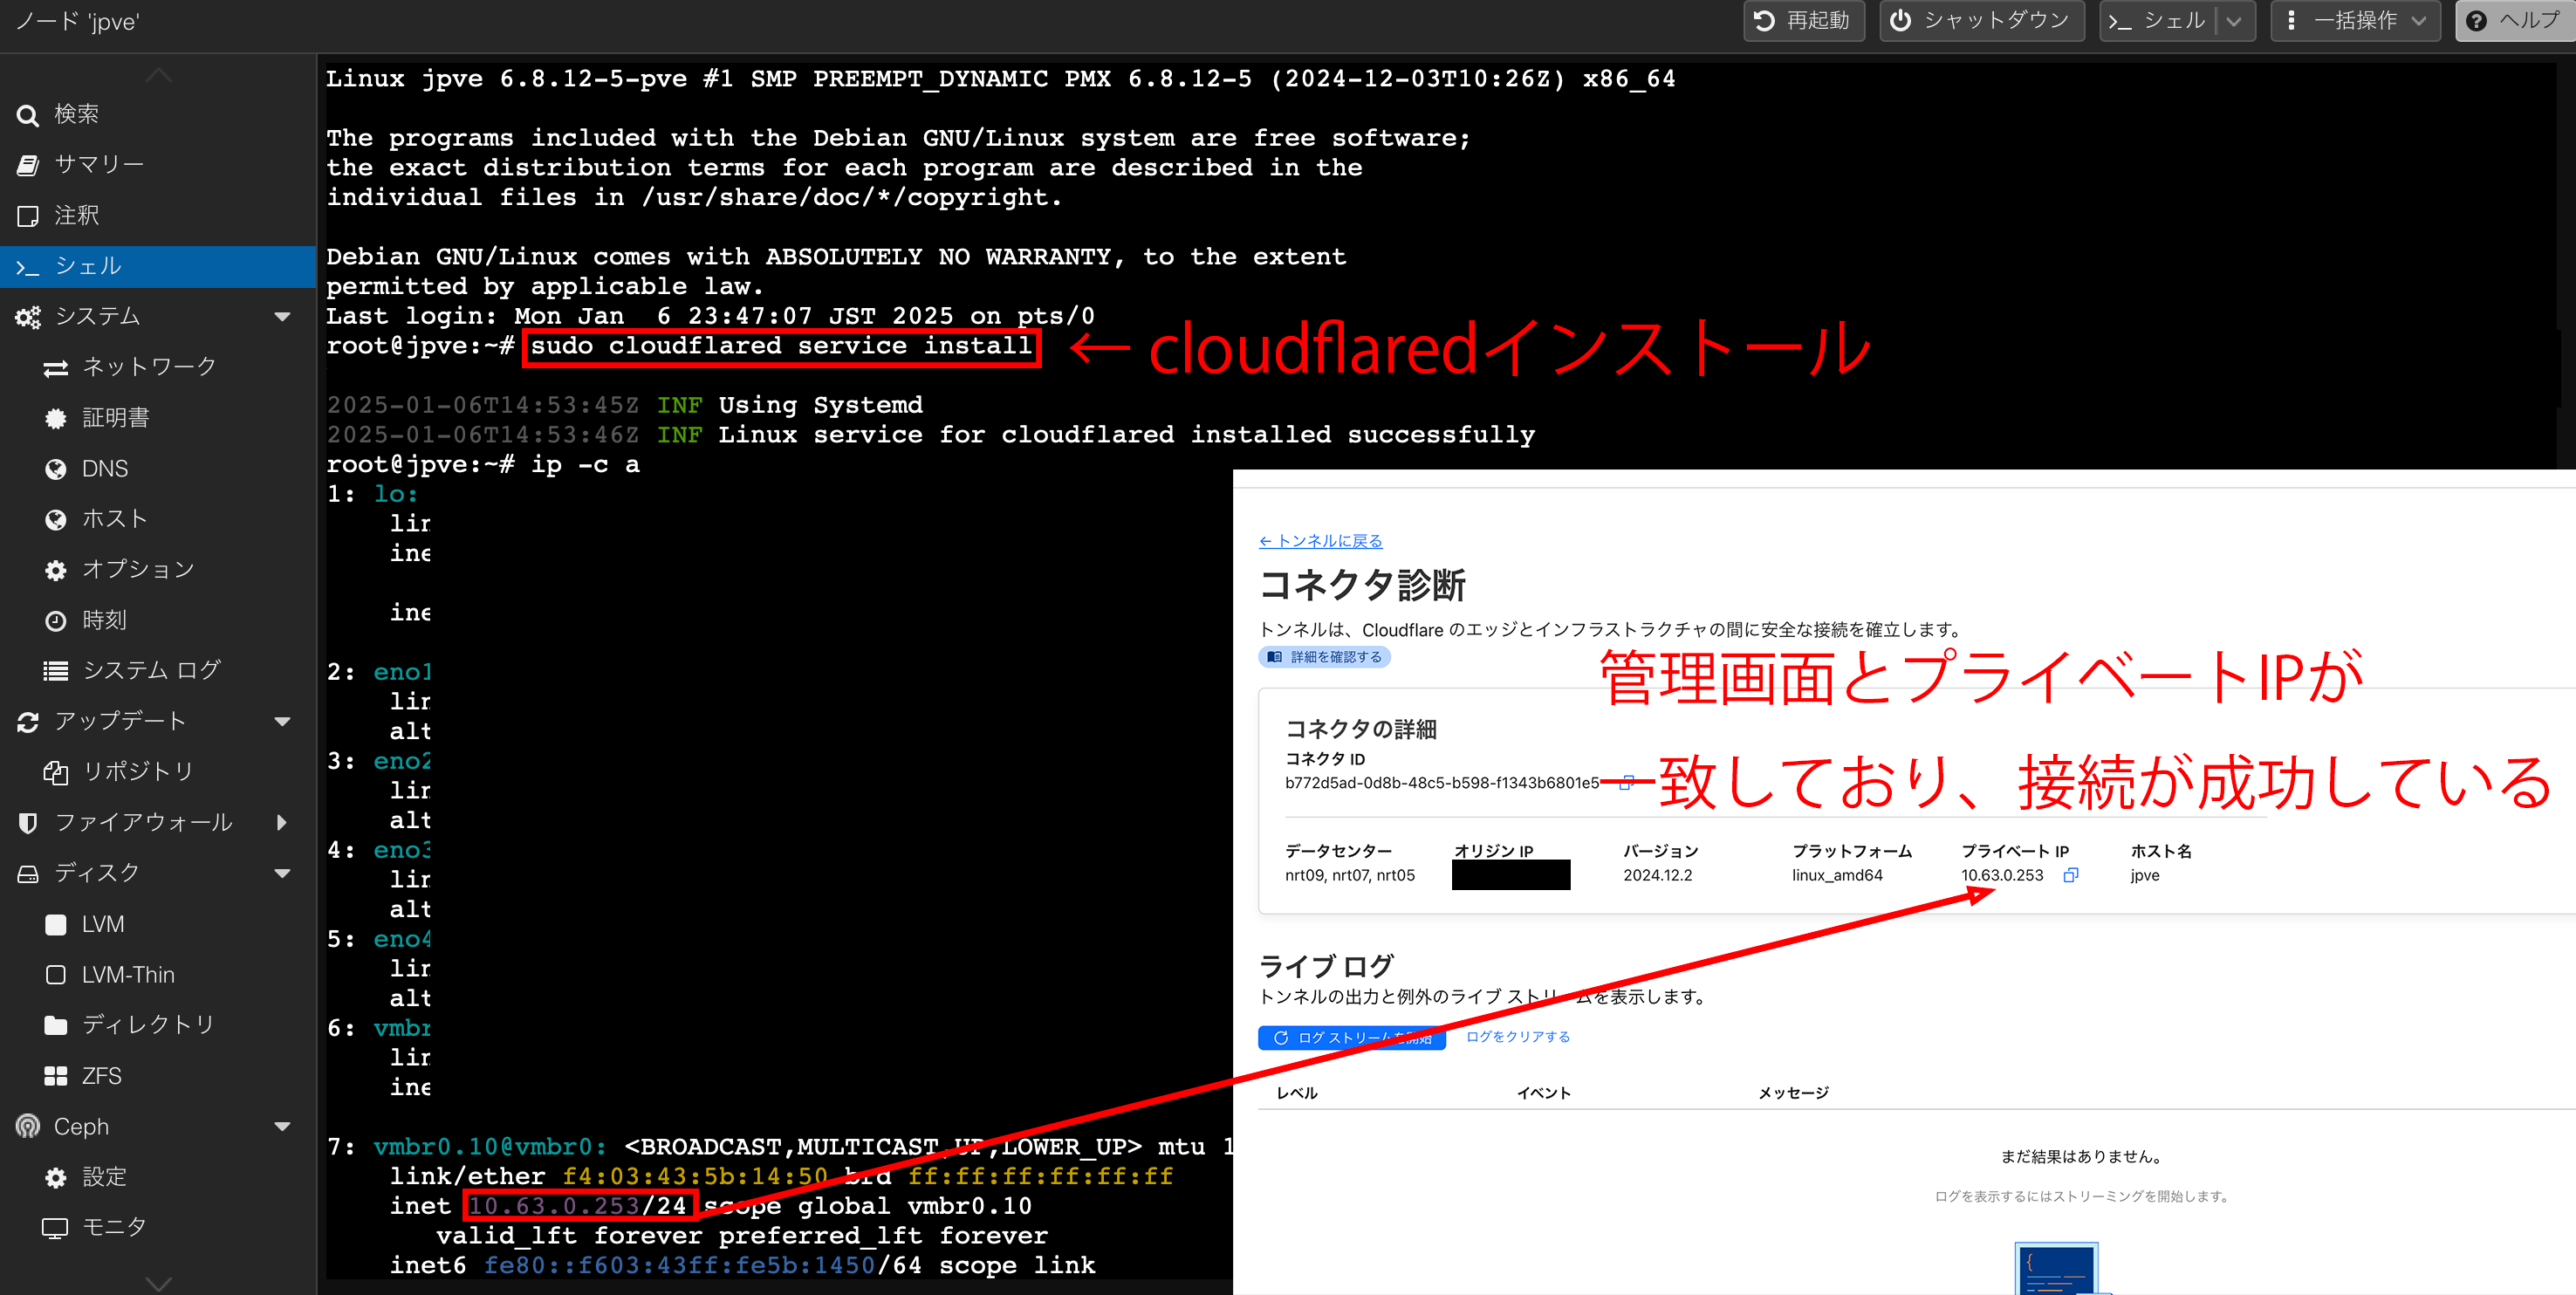 ノード 'jpve'
再起動
シャットダウン
シェル
一括操作
ヘルプ
検索
サマリー
注釈
シェル
システム
ネットワーク
証明書
DNS
ホスト
オプション
時刻
システム ログ
アップデート
リポジトリ
ファイアウォール
ディスク
LVM
LVM-Thin
ディレクトリ
ZFS
Ceph
設定
モニタ
Linux jpve 6.8.12-5-pve #1 SMP PREEMPT_DYNAMIC PMX 6.8.12-5 (2024-12-03T10:26Z) x86_64
The programs included with the Debian GNU/Linux system are free software;
the exact distribution terms for each program are described in the
individual files in /usr/share/doc/*/copyright.
Debian GNU/Linux comes with ABSOLUTELY NO WARRANTY, to the extent
permitted by applicable law.
Last login: Mon Jan  6 23:47:07 JST 2025 on pts/0
root@jpve:~# sudo cloudflared service install
← cloudflaredインストール
2025-01-06T14:53:45Z INF Using Systemd
2025-01-06T14:53:46Z INF Linux service for cloudflared installed successfully
root@jpve:~# ip -c a
1: lo:
lin
ine
ine
2: eno1
lin
alt
3: eno2
lin
alt
4: eno3
lin
alt
5: eno4
lin
alt
6: vmbr
lin
ine
7: vmbr0.10@vmbr0: <BROADCAST,MULTICAST,UP,LOWER_UP> mtu 1
link/ether f4:03:43:5b:14:50 brd ff:ff:ff:ff:ff:ff
inet 10.63.0.253/24 scope global vmbr0.10
valid_lft forever preferred_lft forever
inet6 fe80::f603:43ff:fe5b:1450/64 scope link
← トンネルに戻る
コネクタ診断
トンネルは、Cloudflare のエッジとインフラストラクチャの間に安全な接続を確立します。
詳細を確認する
管理画面とプライベートIPが
一致しており、接続が成功している
コネクタの詳細
コネクタ ID
b772d5ad-0d8b-48c5-b598-f1343b6801e5
データセンター
nrt09, nrt07, nrt05
オリジン IP
バージョン
2024.12.2
プラットフォーム
linux_amd64
プライベート IP
10.63.0.253
ホスト名
jpve
ライブ ログ
トンネルの出力と例外のライブ ストリームを表示します。
ログ ストリームを開始
ログをクリアする
レベル
イベント
メッセージ
まだ結果はありません。
ログを表示するにはストリーミングを開始します。